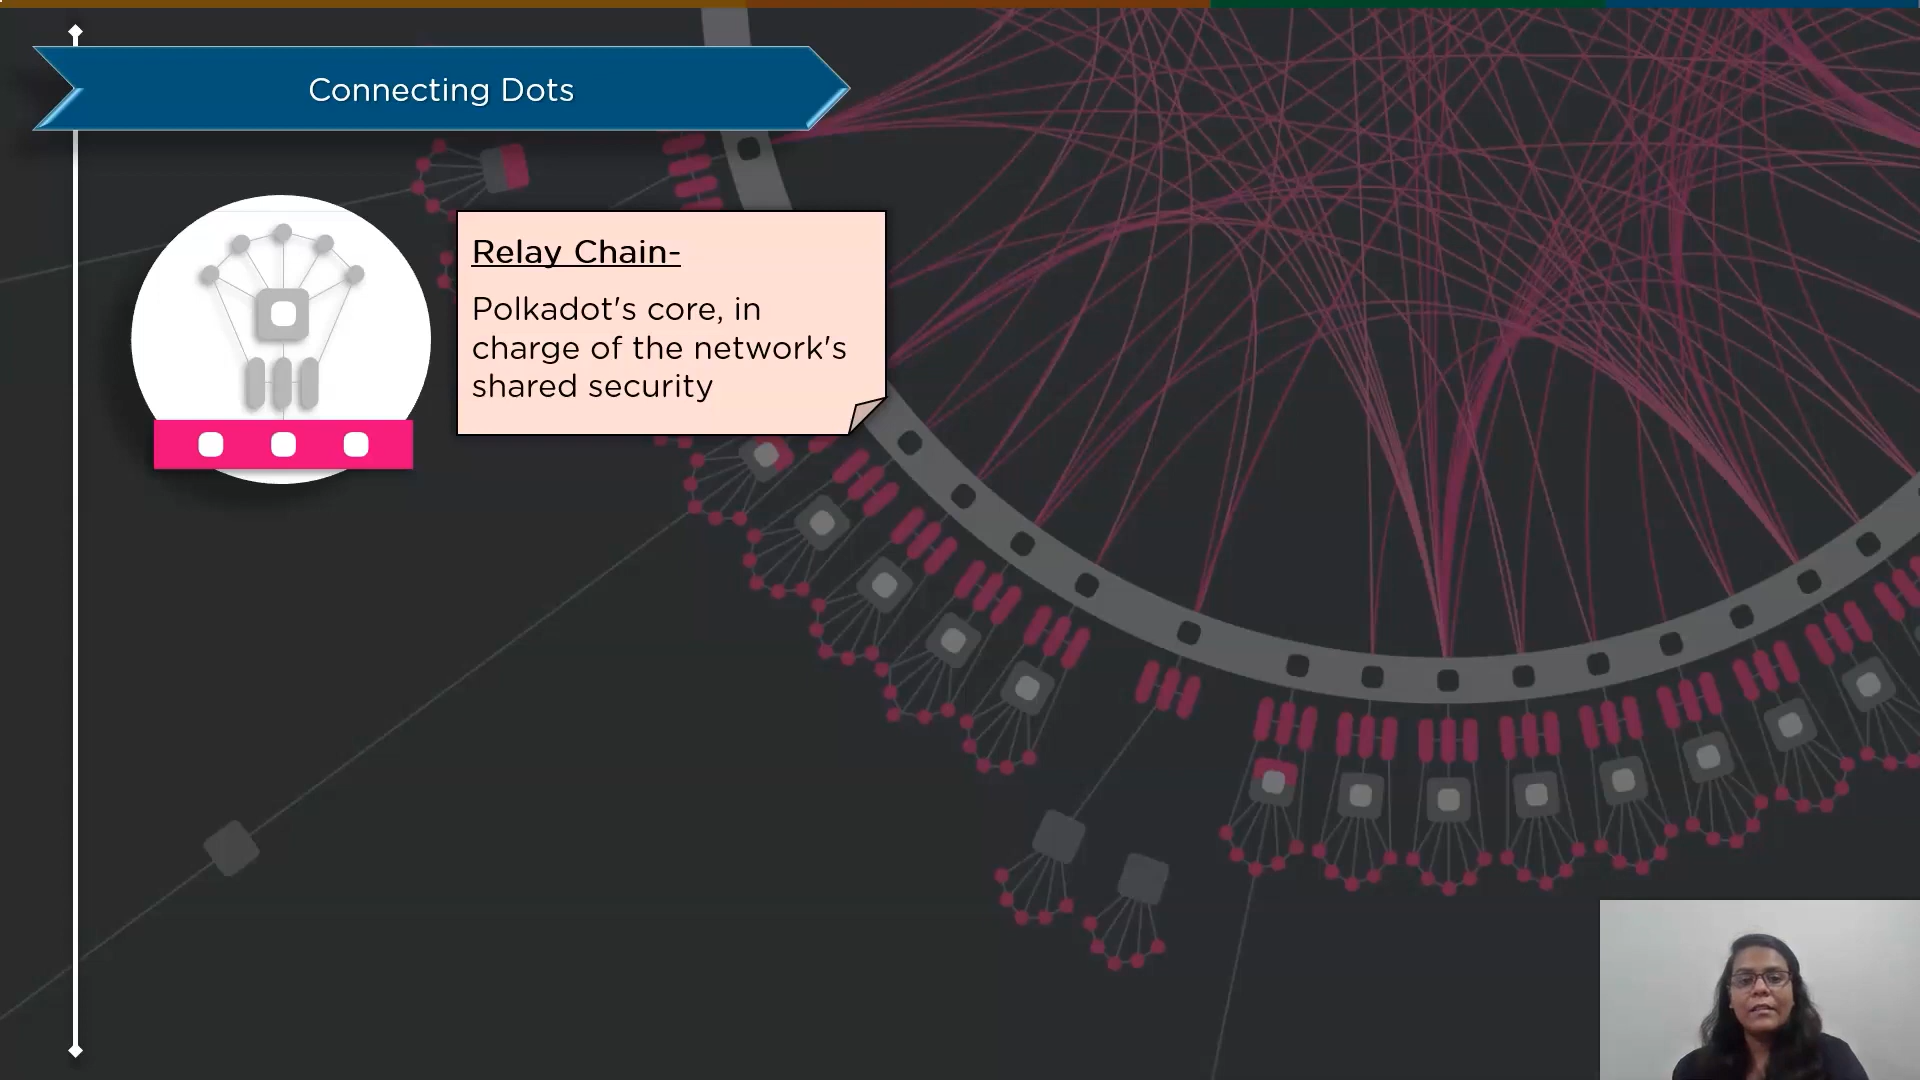 Connecting Dots
Relay Chain-
Polkadot's core, in
charge of the network's
shared security